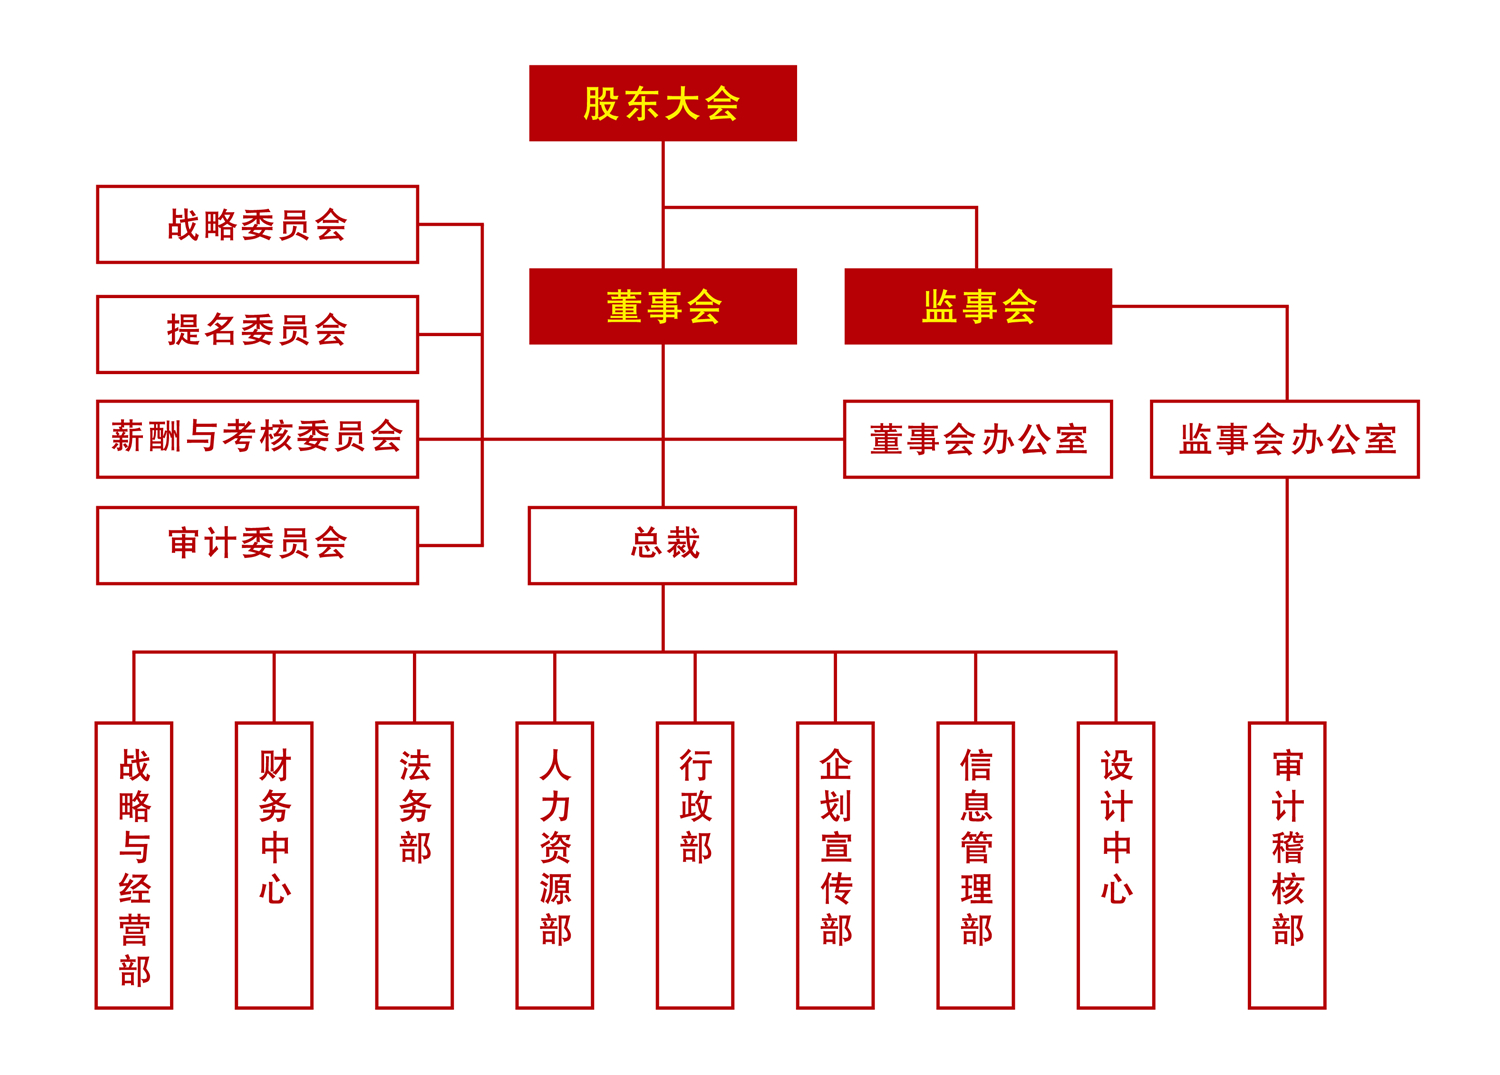 股东大会
战略委员会
董事会
监事会
提名委员会
薪酬与考核委员会
董事会办公室
监事会办公室
审计委员会
总裁
战略与经营部
财务中心
法务部
人力资源部
行政部
企划宣传部
信息管理部
设计中心
审计稽核部